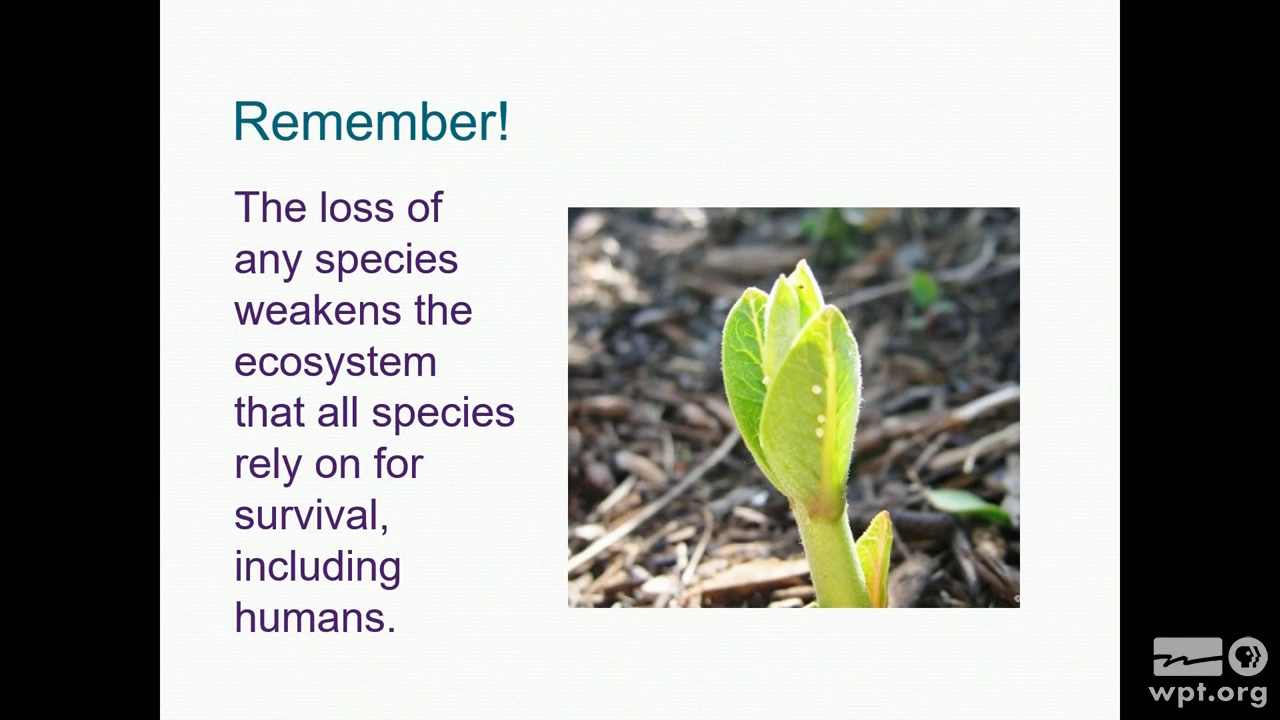 Remember!
The loss of
any species
weakens the
ecosystem
that all species
rely on for
survival,
including
humans.
wpt.org